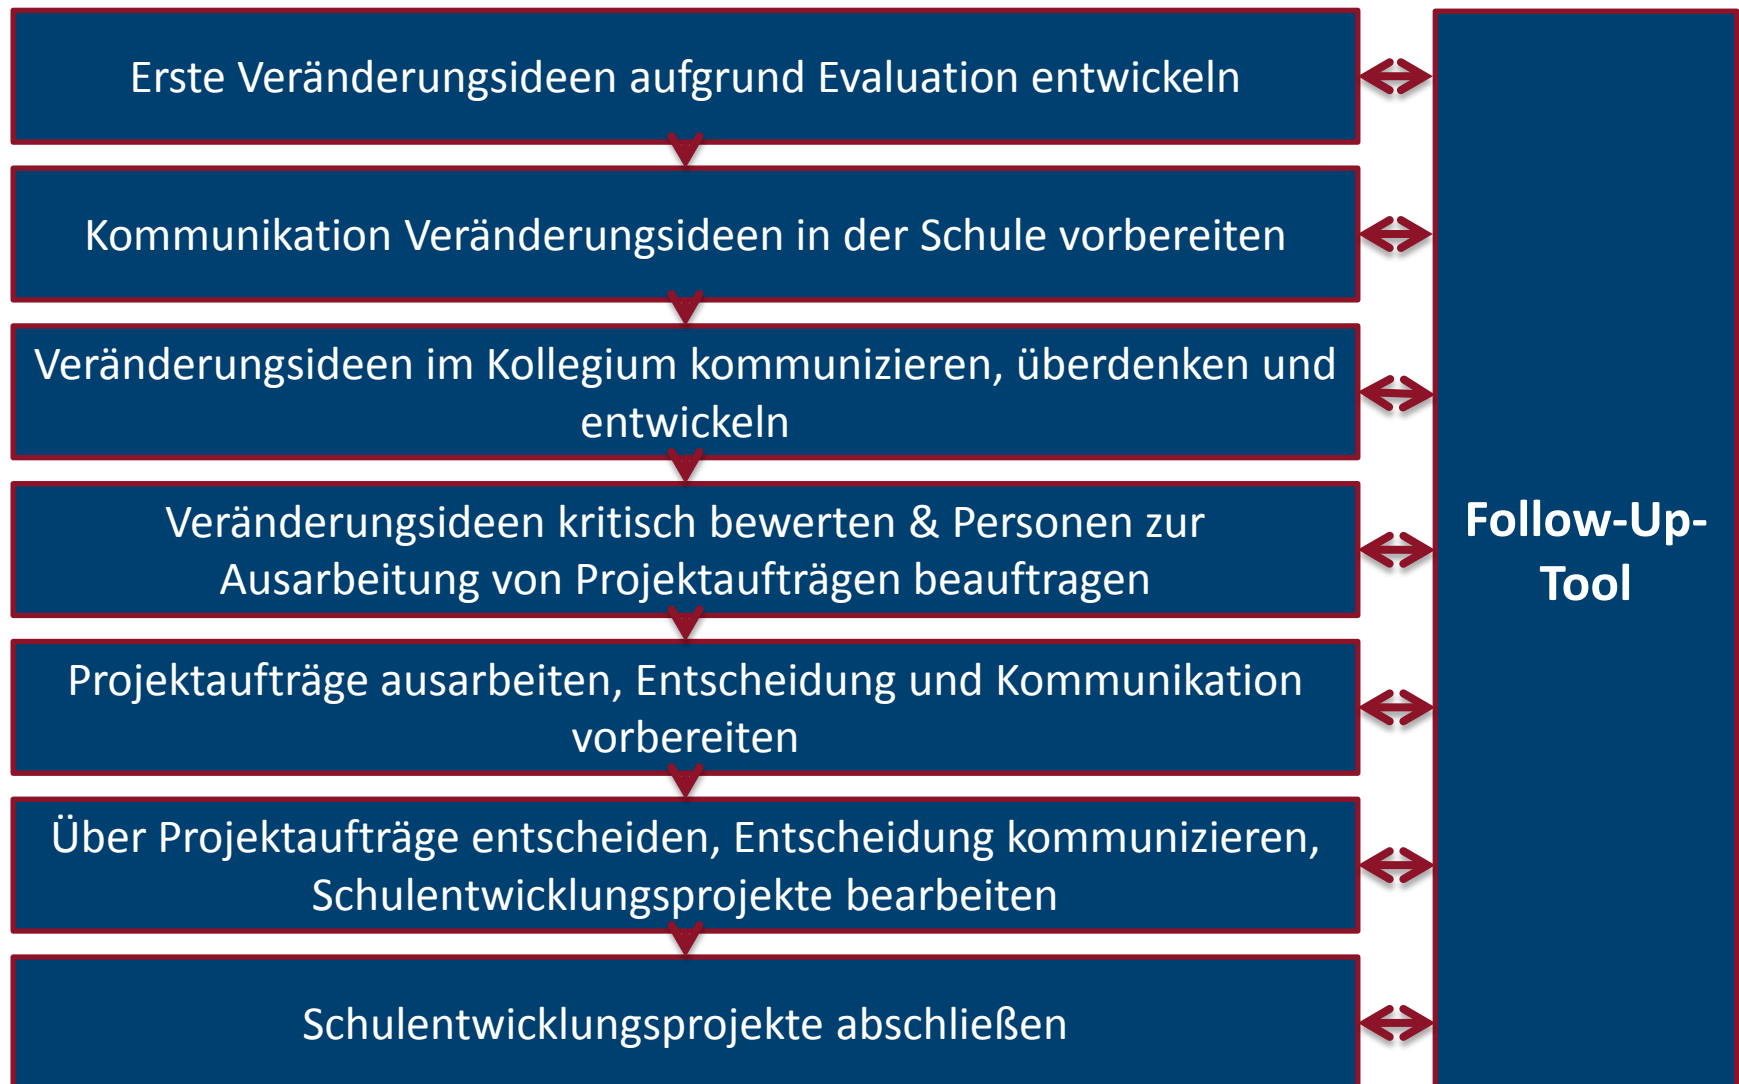 Erste Veränderungsideen aufgrund Evaluation entwickeln
Kommunikation Veränderungsideen in der Schule vorbereiten
Veränderungsideen im Kollegium kommunizieren, überdenken und
entwickeln
Veränderungsideen kritisch bewerten & Personen zur
Ausarbeitung von Projektaufträgen beauftragen
Projektaufträge ausarbeiten, Entscheidung und Kommunikation
vorbereiten
Über Projektaufträge entscheiden, Entscheidung kommunizieren,
Schulentwicklungsprojekte bearbeiten
Schulentwicklungsprojekte abschließen
Follow-Up-
Tool